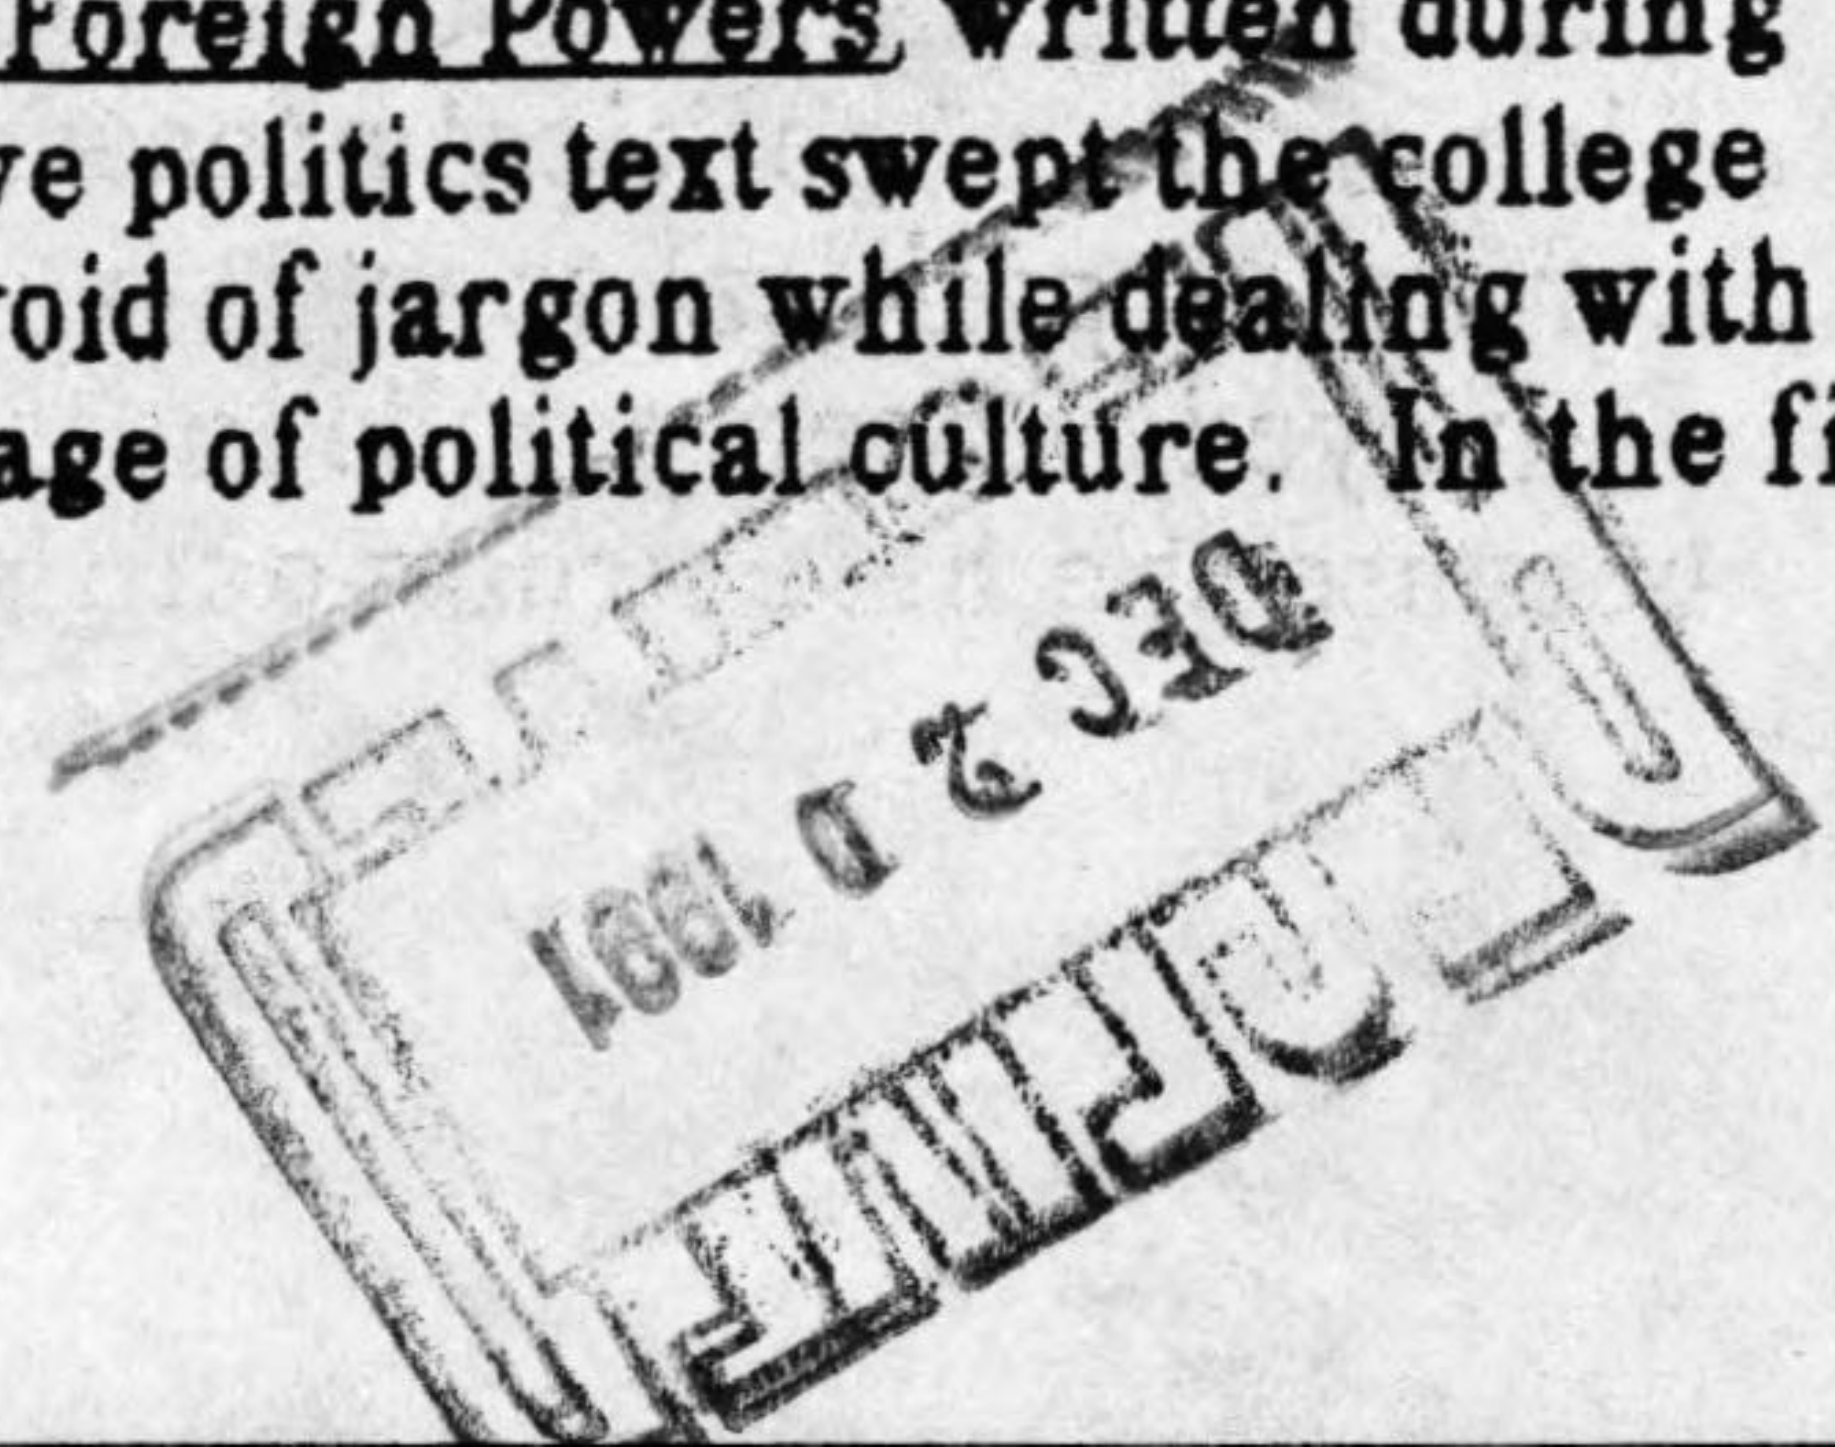 Foreign Powers, written during
ve politics text swept the college
oid of jargon while dealing with
age of political culture. In the fi
DEC 2 0 1991